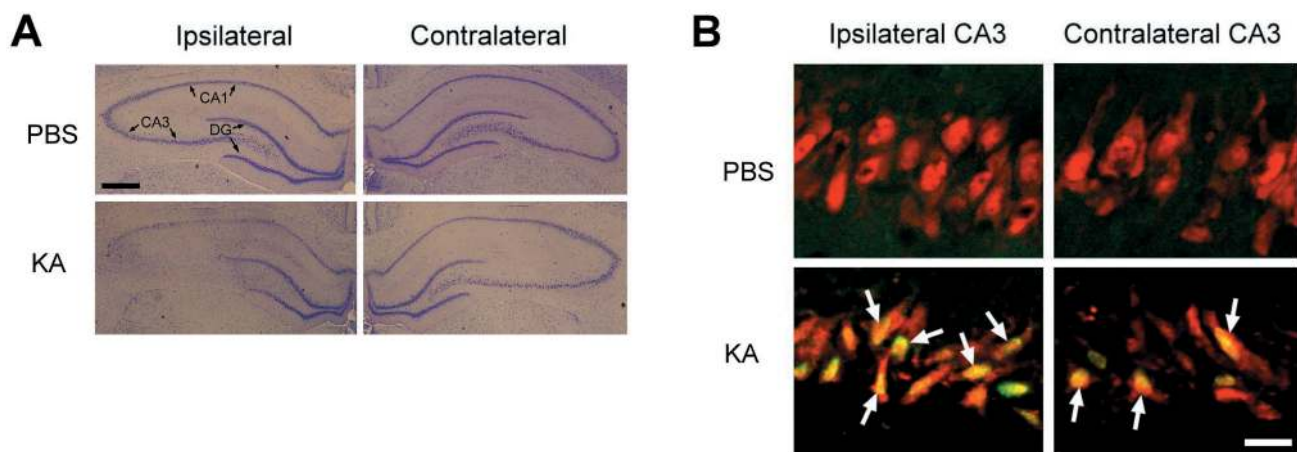 A
Ipsilateral
Contralateral
PBS
CA1
CA3
DG
KA
B
Ipsilateral CA3
Contralateral CA3
PBS
KA